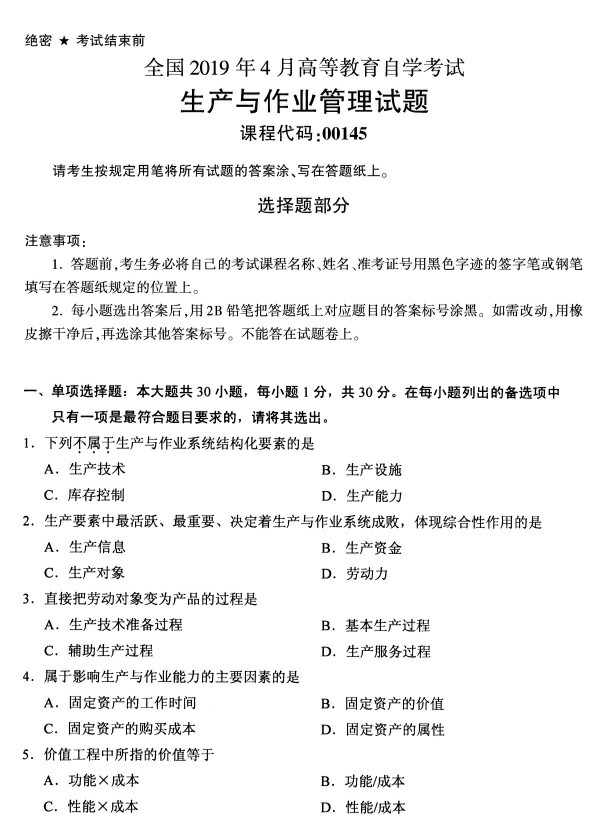 绝密 ★ 考试结束前
全国 2019 年 4 月高等教育自学考试
生产与作业管理试题
课程代码:00145
请考生按规定用笔将所有试题的答案涂、写在答题纸上。
选择题部分
注意事项:
1. 答题前,考生务必将自己的考试课程名称、姓名、准考证号用黑色字迹的签字笔或钢笔
填写在答题纸规定的位置上。
2. 每小题选出答案后,用 2B 铅笔把答题纸上对应题目的答案标号涂黑。如需改动,用橡
皮擦干净后,再选涂其他答案标号。不能答在试题卷上。
一、单项选择题：本大题共 30 小题，每小题 1 分，共 30 分。在每小题列出的备选项中
只有一项是最符合题目要求的，请将其选出。
1．下列不属于生产与作业系统结构化要素的是
A．生产技术 B．生产设施
C．库存控制 D．生产能力
2．生产要素中最活跃、最重要、决定着生产与作业系统成败，体现综合性作用的是
A．生产信息 B．生产资金
C．生产对象 D．劳动力
3．直接把劳动对象变为产品的过程是
A．生产技术准备过程 B．基本生产过程
C．辅助生产过程 D．生产服务过程
4．属于影响生产与作业能力的主要因素的是
A．固定资产的工作时间 B．固定资产的价值
C．固定资产的购买成本 D．固定资产的属性
5．价值工程中所指的价值等于
A．功能×成本 B．功能/成本
C．性能×成本 D．性能/成本